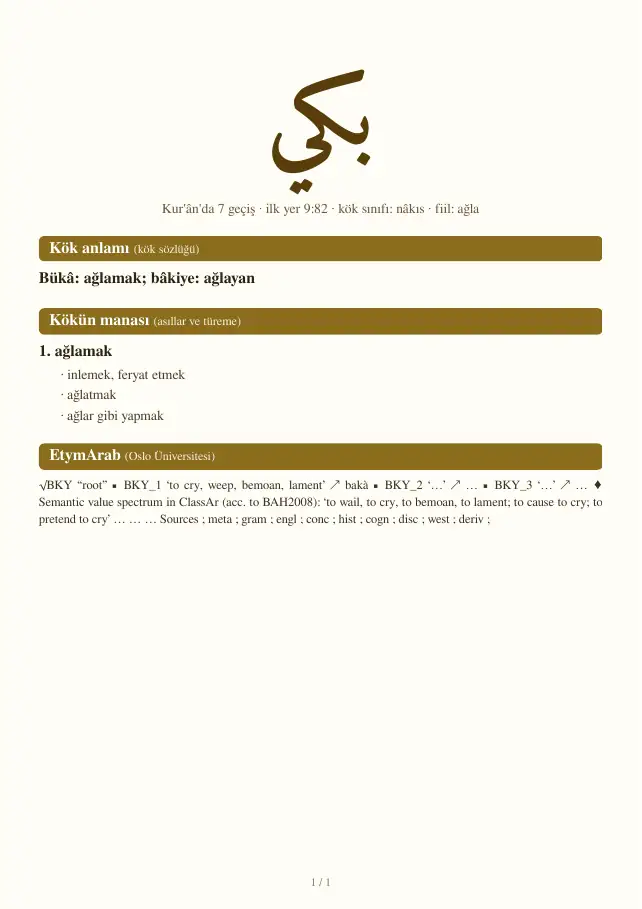 بكي
Kur'ân'da 7 geçiş · ilk yer 9:82 · kök sınıfı: nâkıs · fiil: ağla
Kök anlamı (kök sözlüğü)
Bükâ: ağlamak; bâkiye: ağlayan
Kökün manası (asıllar ve türeme)
1. ağlamak
· inlemek, feryat etmek
· ağlatmak
· ağlar gibi yapmak
EtymArab (Oslo Üniversitesi)
√BKY “root” ▪ BKY_1 ‘to cry, weep, bemoan, lament’ ↗ bakà ▪ BKY_2 ‘…’ ↗ … ▪ BKY_3 ‘…’ ↗ … ♦
Semantic value spectrum in ClassAr (acc. to BAH2008): ‘to wail, to cry, to bemoan, to lament; to cause to cry; to
pretend to cry’ … … … Sources ; meta ; gram ; engl ; conc ; hist ; cogn ; disc ; west ; deriv ;
1 / 1